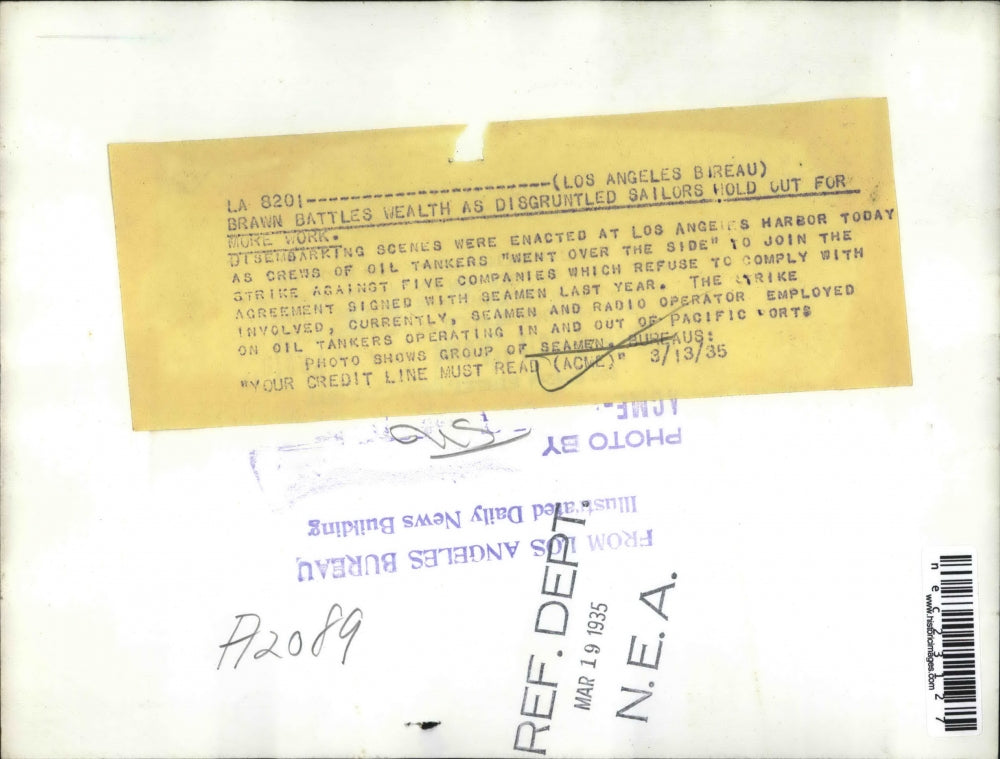 LA 8201--------------------(LOS ANGELES BUREAU)
BRAWN BATTLES WEALTH AS DISGRUNTLED SAILORS HOLD OUT FOR
MORE WORK.
DISEMBARKING SCENES WERE ENACTED AT LOS ANGELES HARBOR TODAY
AS CREWS OF OIL TANKERS "WENT OVER THE SIDE" TO JOIN THE
STRIKE AGAINST FIVE COMPANIES WHICH REFUSE TO COMPLY WITH
AGREEMENT SIGNED WITH SEAMEN LAST YEAR. THE STRIKE
INVOLVED, CURRENTLY, SEAMEN AND RADIO OPERATOR EMPLOYED
ON OIL TANKERS OPERATING IN AND OUT OF PACIFIC PORTS
PHOTO SHOWS GROUP OF SEAMEN. BUREAUS:
"YOUR CREDIT LINE MUST READ (ACME)" 3/13/35
PHOTO BY
ACME
FROM LOS ANGELES BUREAU
Illustrated Daily News Building
A2089
REF. DEPT.
MAR 19 1935
N.E.A.
nec23127
www.historicimages.com